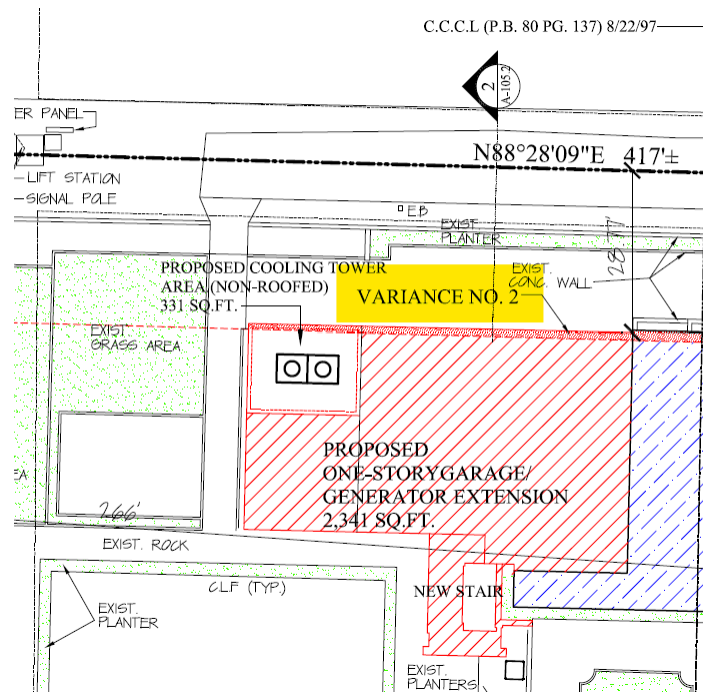 C.C.C.L (P.B. 80 PG. 137) 8/22/97
2
A-105.2
ER PANEL
N88°28'09"E 417'±
LIFT STATION
SIGNAL POLE
EB
EXIST.
PLANTER
28.77'
PROPOSED COOLING TOWER
AREA (NON-ROOFED)
331 SQ.FT.
EXIST.
CONC. WALL
VARIANCE NO. 2
EXIST.
GRASS AREA
PROPOSED
ONE-STORYGARAGE/
GENERATOR EXTENSION
2,341 SQ.FT.
EA
266'
EXIST. ROCK
CLF (TYP.)
NEW STAIR
EXIST.
PLANTER
EXIST.
PLANTERS